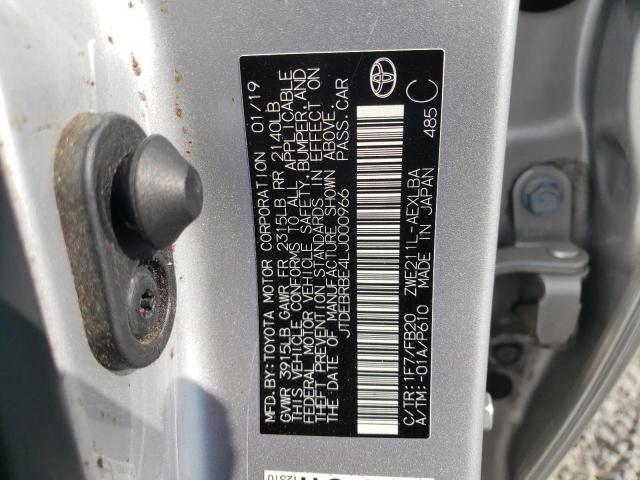 MFD. BY: TOYOTA MOTOR CORPORATION 01/19
GVWR 3915LB GAWR FR 2315LB RR 2140LB
THIS VEHICLE CONFORMS TO ALL APPLICABLE
FEDERAL MOTOR VEHICLE SAFETY, BUMPER, AND
THEFT PREVENTION STANDARDS IN EFFECT ON
THE DATE OF MANUFACTURE SHOWN ABOVE.
JTDEBRBE4LJ000966 PASS. CAR
C/TR: 1F7/FB20 ZWE211L-AEXLBA
A/TM: -01A/P610 MADE IN JAPAN 485 C